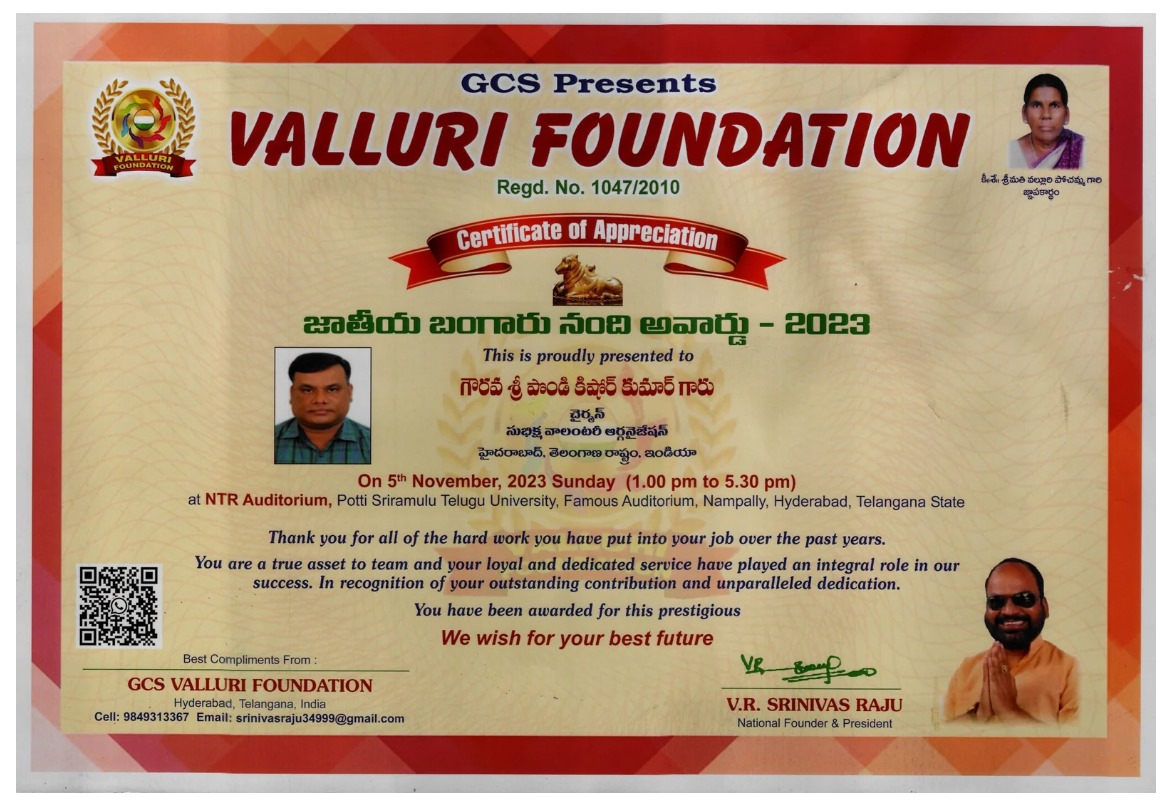 GCS Presents
VALLURI FOUNDATION
Regd. No. 1047/2010
VALLURI
FOUNDATION
కీ.శే. శ్రీమతి వల్లూరి పోచమ్మ గారి
జ్ఞాపకార్థం
Certificate of Appreciation
జాతీయ బంగారు నంది అవార్డు - 2023
This is proudly presented to
గౌరవ శ్రీ పొండి కిషోర్ కుమార్ గారు
చైర్మన్
సుభిక్ష వాలంటరీ ఆర్గనైజేషన్
హైదరాబాద్, తెలంగాణ రాష్ట్రం, ఇండియా
On 5th November, 2023 Sunday (1.00 pm to 5.30 pm)
at NTR Auditorium, Potti Sriramulu Telugu University, Famous Auditorium, Nampally, Hyderabad, Telangana State
Thank you for all of the hard work you have put into your job over the past years.
You are a true asset to team and your loyal and dedicated service have played an integral role in our
success. In recognition of your outstanding contribution and unparalleled dedication.
You have been awarded for this prestigious
We wish for your best future
Best Compliments From :
GCS VALLURI FOUNDATION
Hyderabad, Telangana, India
Cell: 9849313367 Email: srinivasraju34999@gmail.com
V.R. SRINIVAS RAJU
National Founder & President